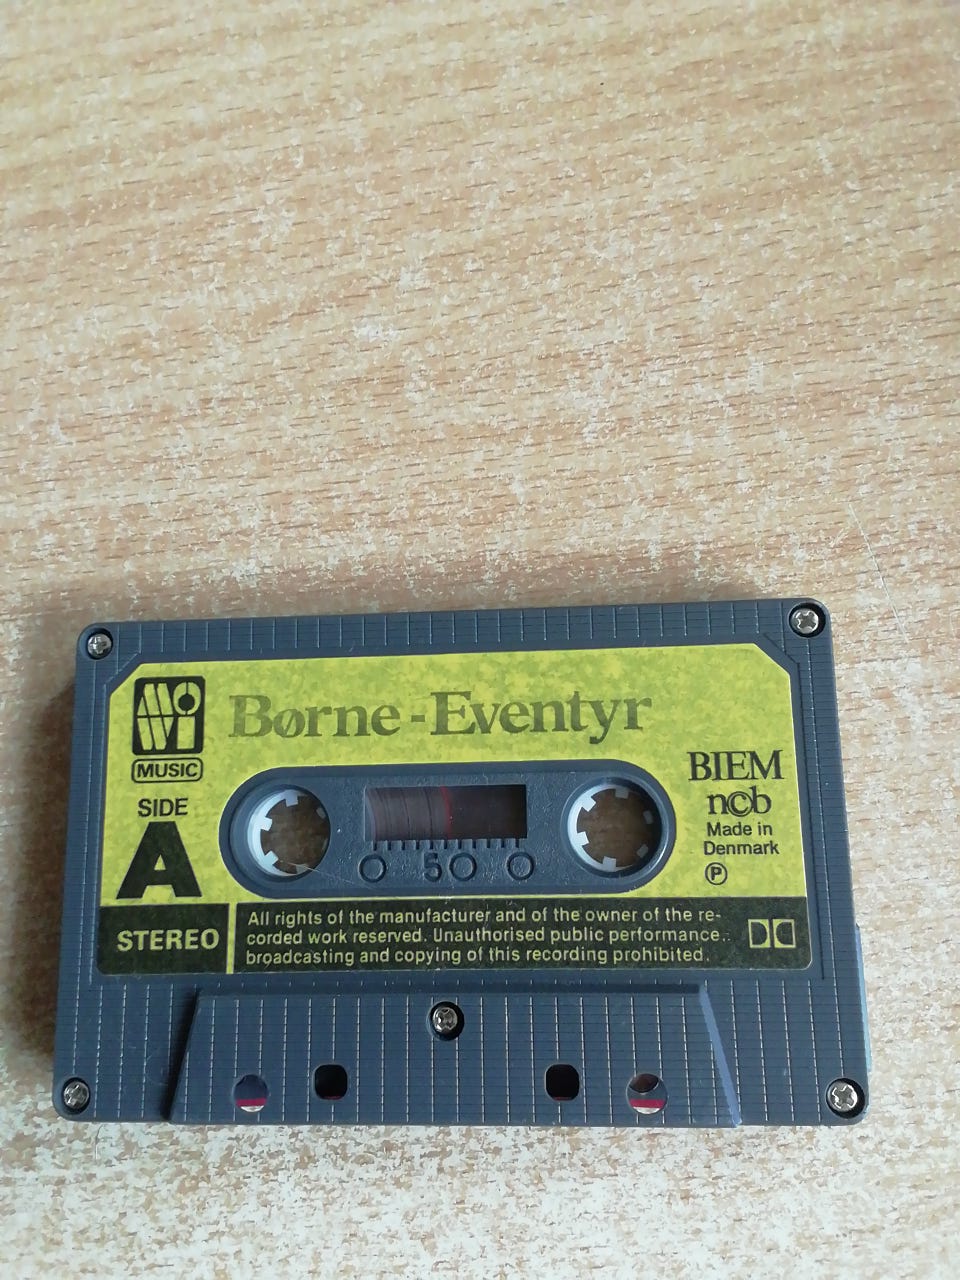 MOWI
MUSIC
Børne-Eventyr
SIDE
A
BIEM
ncb
Made in
Denmark
Ⓟ
50
STEREO
All rights of the manufacturer and of the owner of the re-
corded work reserved. Unauthorised public performance,
broadcasting and copying of this recording prohibited.